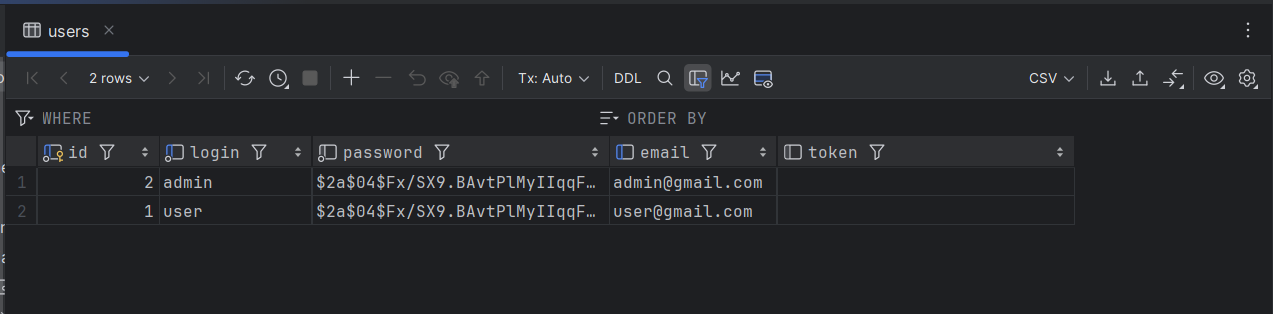 users
2 rows Tx: Auto DDL CSV
WHERE ORDER BY
id login password email token
1 2 admin $2a$04$Fx/SX9.BAvtPlMyIIqqF… admin@gmail.com
2 1 user $2a$04$Fx/SX9.BAvtPlMyIIqqF… user@gmail.com